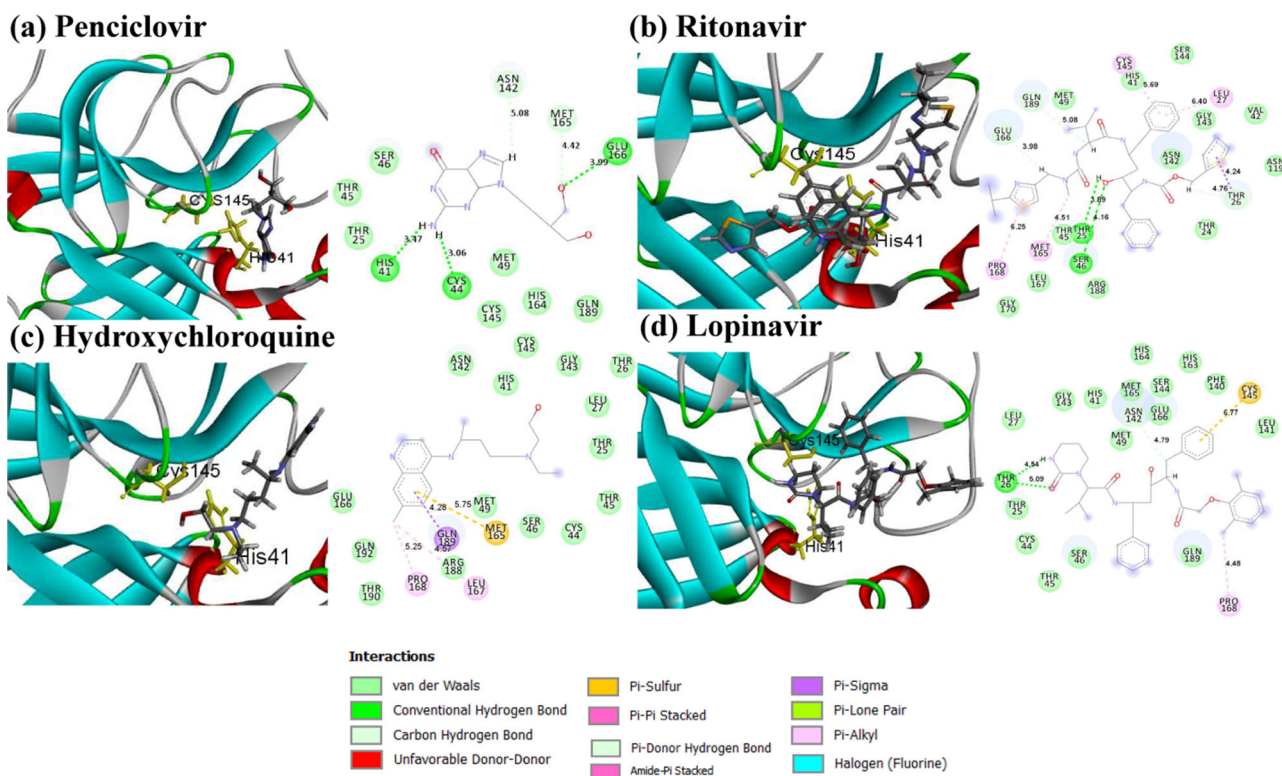 (a) Penciclovir
CYS145
His41
ASN
142
MET
165
GLU
166
5.08
4.42
3.99
SER
46
THR
45
THR
25
HIS
41
3.47
3.06
CYS
44
MET
49
CYS
145
HIS
164
GLN
189
O
N
H
(b) Ritonavir
Cys145
His41
CYS
145
HIS
41
SER
144
GLN
189
MET
49
5.69
LEU
27
6.40
5.08
GLY
143
VAL
42
GLU
166
3.98
ASN
142
ASN
119
4.24
4.76
THR
26
4.51
3.89
4.16
6.25
THR
45
THR
25
THR
24
MET
165
PRO
168
SER
46
LEU
167
ARG
188
GLY
170
(c) Hydroxychloroquine
Cys145
His41
ASN
142
CYS
145
HIS
41
GLY
143
THR
26
LEU
27
THR
25
GLU
166
5.75
4.28
MET
49
THR
45
GLN
189
MET
165
SER
46
CYS
44
GLN
192
5.25
4.57
ARG
188
THR
190
PRO
168
LEU
167
(d) Lopinavir
Cys145
His41
HIS
164
HIS
163
GLY
143
HIS
41
MET
165
SER
144
PHE
140
CYS
145
LEU
27
ASN
142
GLU
166
6.77
LEU
141
MET
49
4.79
4.54
THR
26
5.09
THR
25
CYS
44
SER
46
GLN
189
THR
45
4.48
PRO
168
Interactions
van der Waals
Conventional Hydrogen Bond
Carbon Hydrogen Bond
Unfavorable Donor-Donor
Pi-Sulfur
Pi-Pi Stacked
Pi-Donor Hydrogen Bond
Amide-Pi Stacked
Pi-Sigma
Pi-Lone Pair
Pi-Alkyl
Halogen (Fluorine)